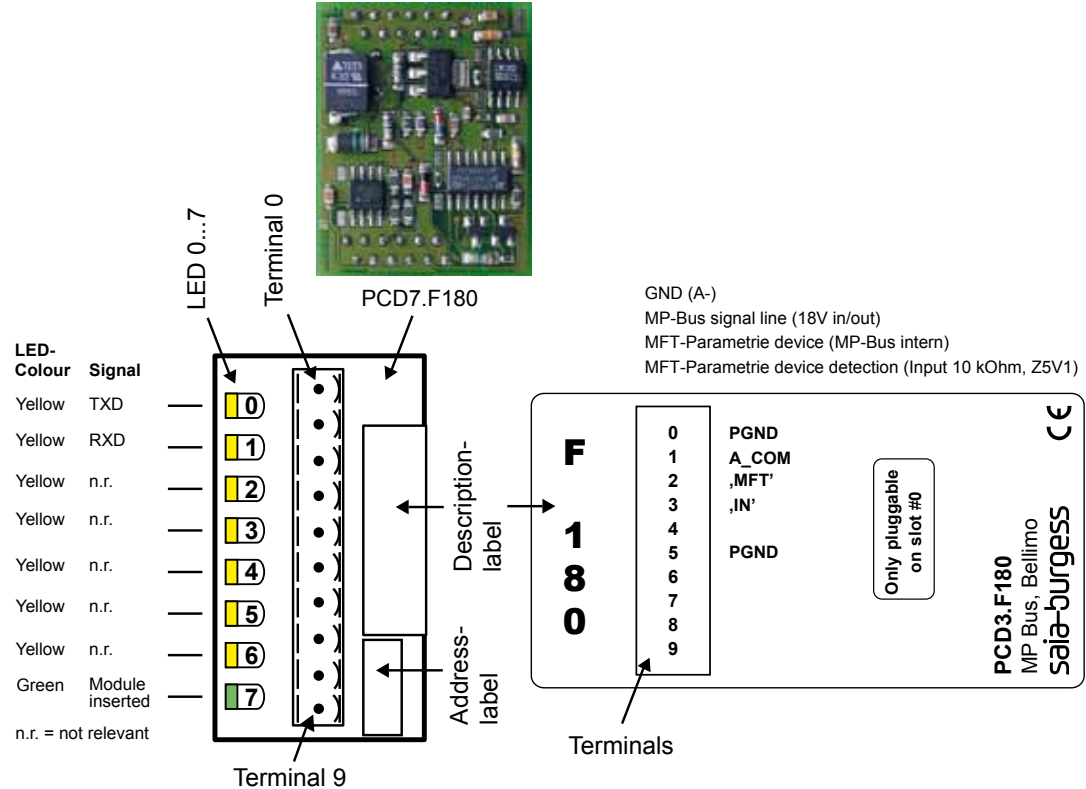 PCD7.F180
LED 0...7
Terminal 0
GND (A-)
MP-Bus signal line (18V in/out)
MFT-Parametrie device (MP-Bus intern)
MFT-Parametrie device detection (Input 10 kOhm, Z5V1)
LED-
Colour Signal
Yellow TXD
Yellow RXD
Yellow n.r.
Yellow n.r.
Yellow n.r.
Yellow n.r.
Yellow n.r.
Green Module
inserted
n.r. = not relevant
0
1
2
3
4
5
6
7
Terminal 9
Description-
label
Address-
label
F
180
0 PGND
1 A_COM
2 ‚MFT’
3 ‚IN’
4
5 PGND
6
7
8
9
Terminals
Only pluggable
on slot #0
CE
PCD3.F180
MP Bus, Bellimo
saia-burgess